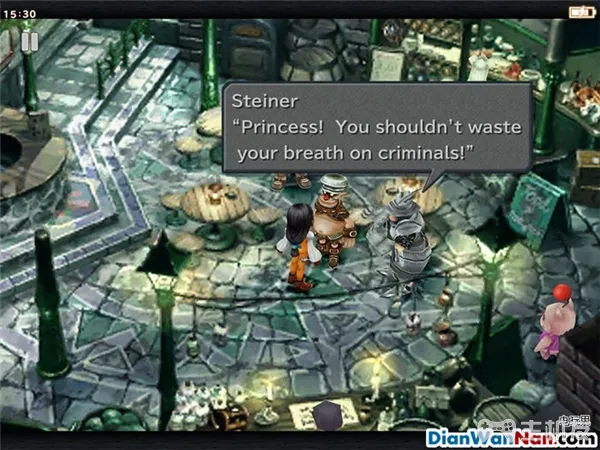 15:30
Steiner
“Princess! You shouldn’t waste
your breath on criminals!”
DianWanNan.com